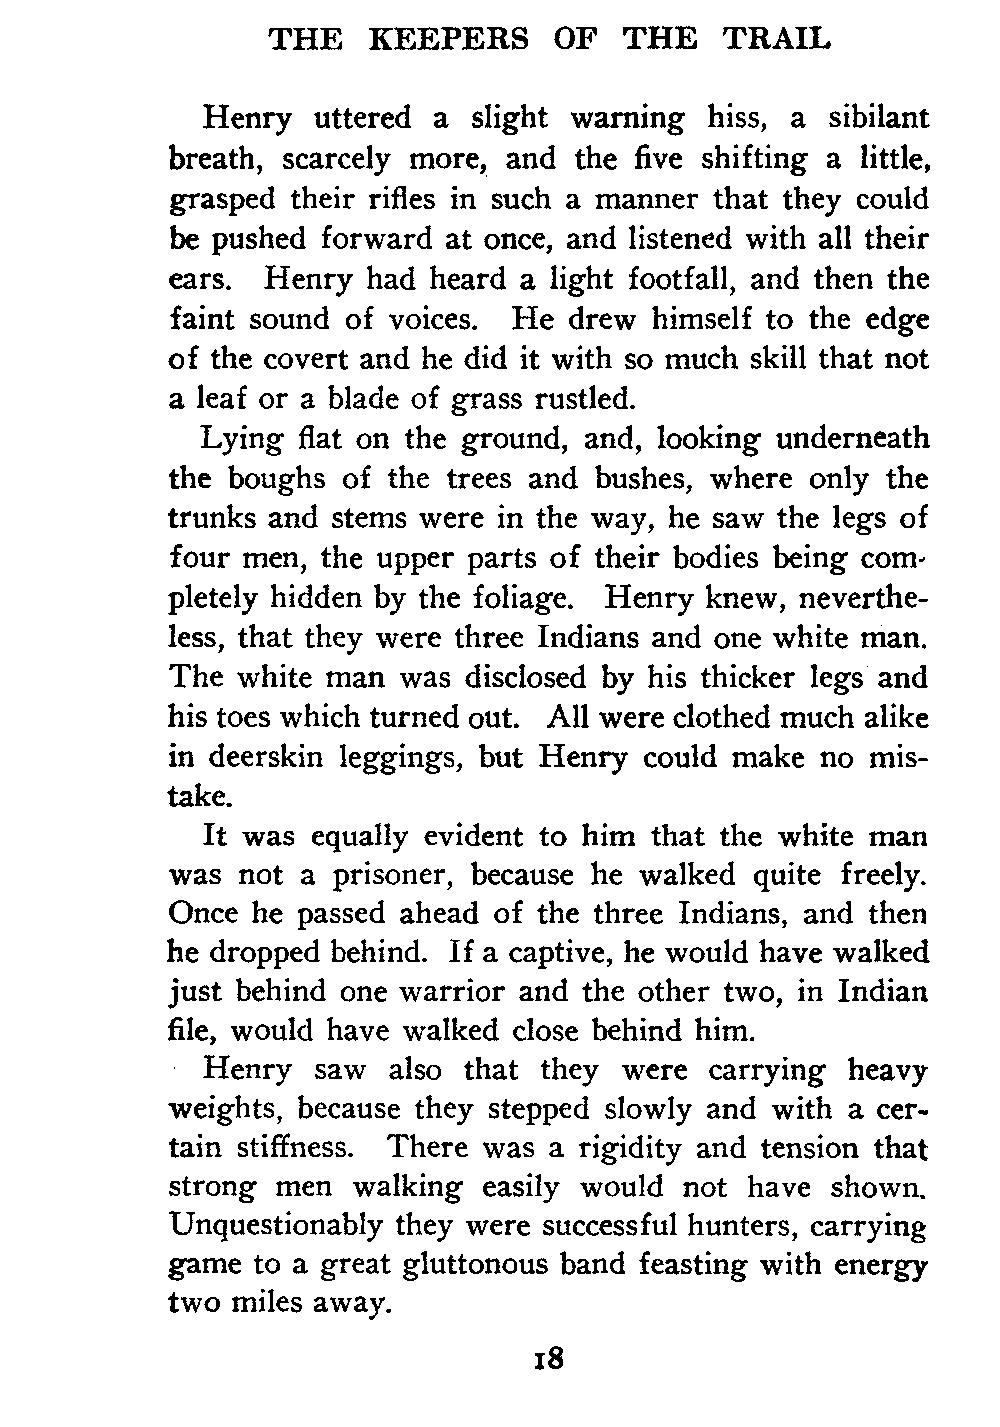 THE KEEPERS OF THE TRAIL
Henry uttered a slight warning hiss, a sibilant
breath, scarcely more, and the five shifting a little,
grasped their rifles in such a manner that they could
be pushed forward at once, and listened with all their
ears. Henry had heard a light footfall, and then the
faint sound of voices. He drew himself to the edge
of the covert and he did it with so much skill that not
a leaf or a blade of grass rustled.
Lying flat on the ground, and, looking underneath
the boughs of the trees and bushes, where only the
trunks and stems were in the way, he saw the legs of
four men, the upper parts of their bodies being com-
pletely hidden by the foliage. Henry knew, neverthe-
less, that they were three Indians and one white man.
The white man was disclosed by his thicker legs and
his toes which turned out. All were clothed much alike
in deerskin leggings, but Henry could make no mis-
take.
It was equally evident to him that the white man
was not a prisoner, because he walked quite freely.
Once he passed ahead of the three Indians, and then
he dropped behind. If a captive, he would have walked
just behind one warrior and the other two, in Indian
file, would have walked close behind him.
Henry saw also that they were carrying heavy
weights, because they stepped slowly and with a cer-
tain stiffness. There was a rigidity and tension that
strong men walking easily would not have shown.
Unquestionably they were successful hunters, carrying
game to a great gluttonous band feasting with energy
two miles away.
18